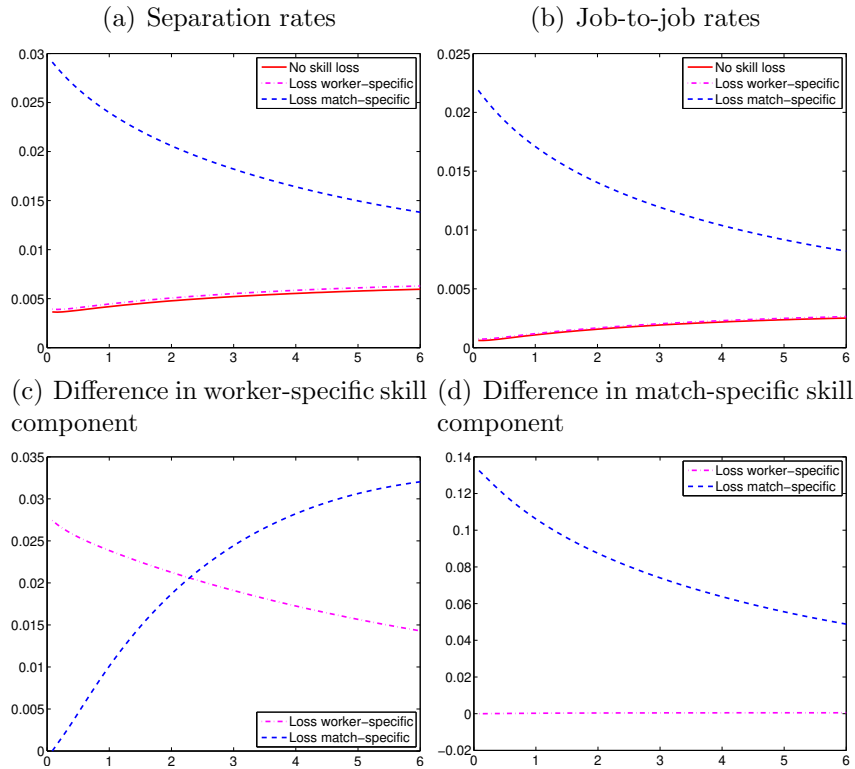 (a) Separation rates
0.03
0.025
0.02
0.015
0.01
0.005
0
0 1 2 3 4 5 6
No skill loss
Loss worker−specific
Loss match−specific
(b) Job-to-job rates
0.025
0.02
0.015
0.01
0.005
0
0 1 2 3 4 5 6
No skill loss
Loss worker−specific
Loss match−specific
(c) Difference in worker-specific skill
component
0.035
0.03
0.025
0.02
0.015
0.01
0.005
0
0 1 2 3 4 5 6
Loss worker−specific
Loss match−specific
(d) Difference in match-specific skill
component
0.14
0.12
0.1
0.08
0.06
0.04
0.02
0
−0.02
0 1 2 3 4 5 6
Loss worker−specific
Loss match−specific